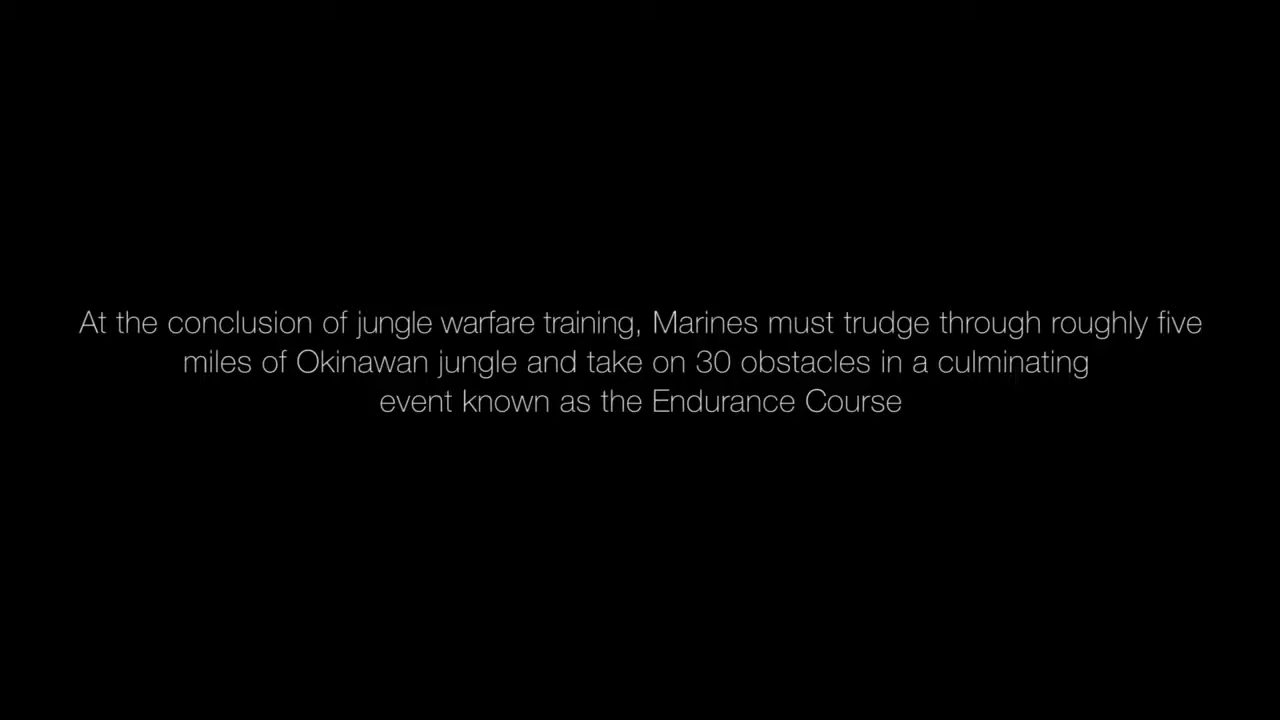 At the conclusion of jungle warfare training, Marines must trudge through roughly five
miles of Okinawan jungle and take on 30 obstacles in a culminating
event known as the Endurance Course